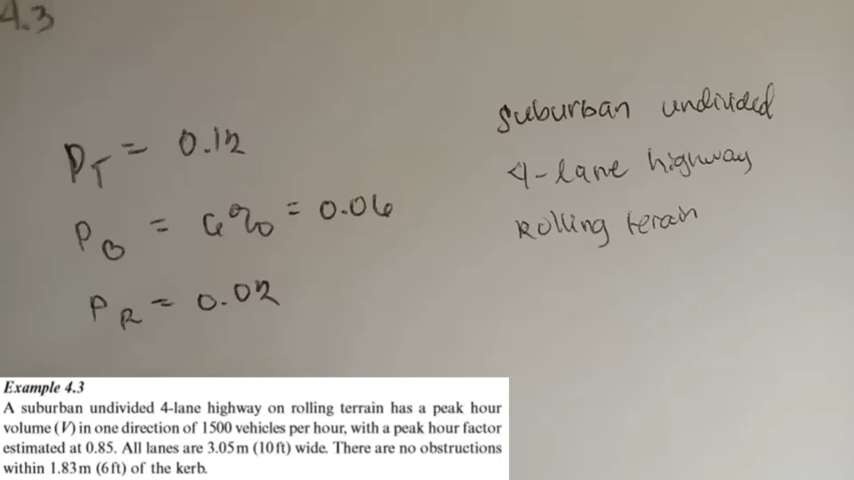 4.3
P_T = 0.12
P_B = 6% = 0.06
P_R = 0.02
suburban undivided
4-lane highway
Rolling terain
Example 4.3
A suburban undivided 4-lane highway on rolling terrain has a peak hour
volume (V) in one direction of 1500 vehicles per hour, with a peak hour factor
estimated at 0.85. All lanes are 3.05 m (10 ft) wide. There are no obstructions
within 1.83 m (6 ft) of the kerb.